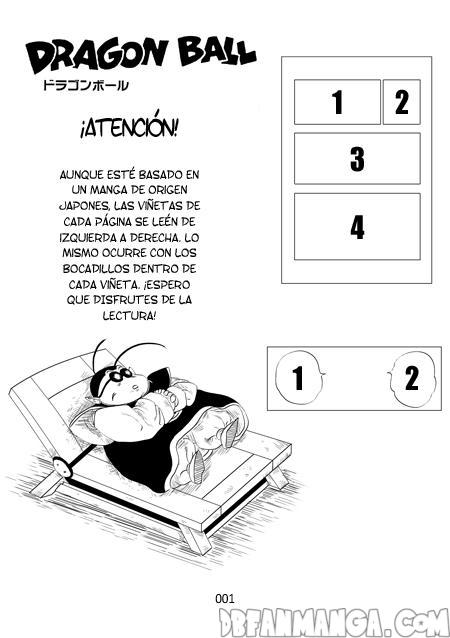 DRAGON BALL
ドラゴンボール
¡ATENCIÓN!
AUNQUE ESTÉ BASADO EN
UN MANGA DE ORIGEN
JAPONES, LAS VIÑETAS DE
CADA PÁGINA SE LEÉN DE
IZQUIERDA A DERECHA. LO
MISMO OCURRE CON LOS
BOCADILLOS DENTRO DE
CADA VIÑETA. ¡ESPERO
QUE DISFRUTES DE LA
LECTURA!
1 2
3
4
1 2
001
DBFANMANGA.COM